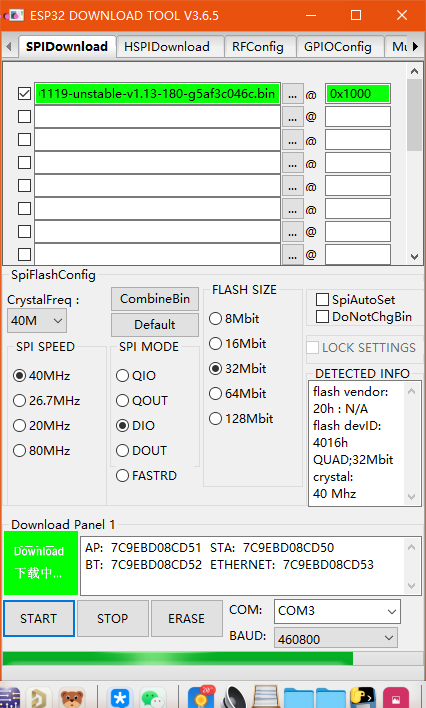 ESP32 DOWNLOAD TOOL V3.6.5
SPIDownload HSPIDownload RFConfig GPIOConfig Mu
1119-unstable-v1.13-180-g5af3c046c.bin ... @ 0x1000
... @
... @
... @
... @
... @
... @
... @
SpiFlashConfig
CrystalFreq :
40M
CombineBin
Default
SPI SPEED
40MHz
26.7MHz
20MHz
80MHz
SPI MODE
QIO
QOUT
DIO
DOUT
FASTRD
FLASH SIZE
8Mbit
16Mbit
32Mbit
64Mbit
128Mbit
SpiAutoSet
DoNotChgBin
LOCK SETTINGS
DETECTED INFO
flash vendor:
20h : N/A
flash devID:
4016h
QUAD;32Mbit
crystal:
40 Mhz
Download Panel 1
Download
下载中...
AP: 7C9EBD08CD51 STA: 7C9EBD08CD50
BT: 7C9EBD08CD52 ETHERNET: 7C9EBD08CD53
START STOP ERASE
COM: COM3
BAUD: 460800
20°